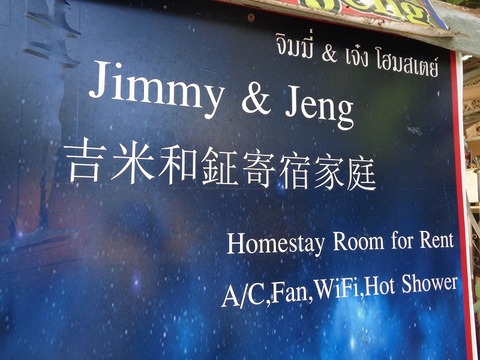 จิมมี่ & เจ๋ง โฮมสเตย์
Jimmy & Jeng
吉米和鉦寄宿家庭
Homestay Room for Rent
A/C,Fan,WiFi,Hot Shower